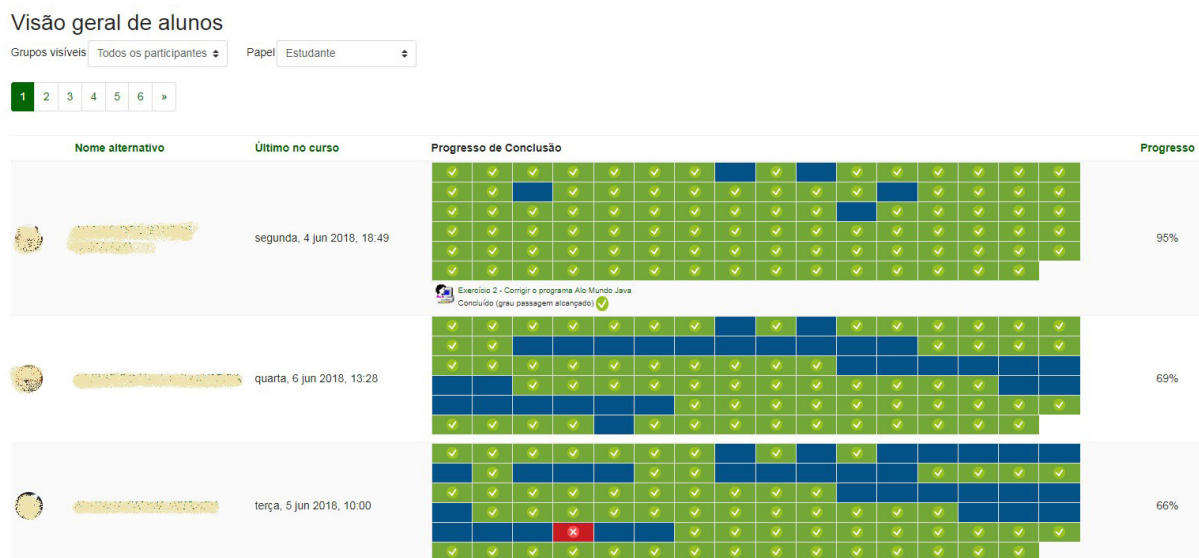 Visão geral de alunos
Grupos visíveis Todos os participantes Papel Estudante
1 2 3 4 5 6 »
Nome alternativo Último no curso Progresso de Conclusão Progresso
segunda, 4 jun 2018, 18:49 95%
Exercício 2 - Corrigir o programa Alo Mundo Java
Concluído (grau passagem alcançado)
quarta, 6 jun 2018, 13:28 69%
terça, 5 jun 2018, 10:00 66%